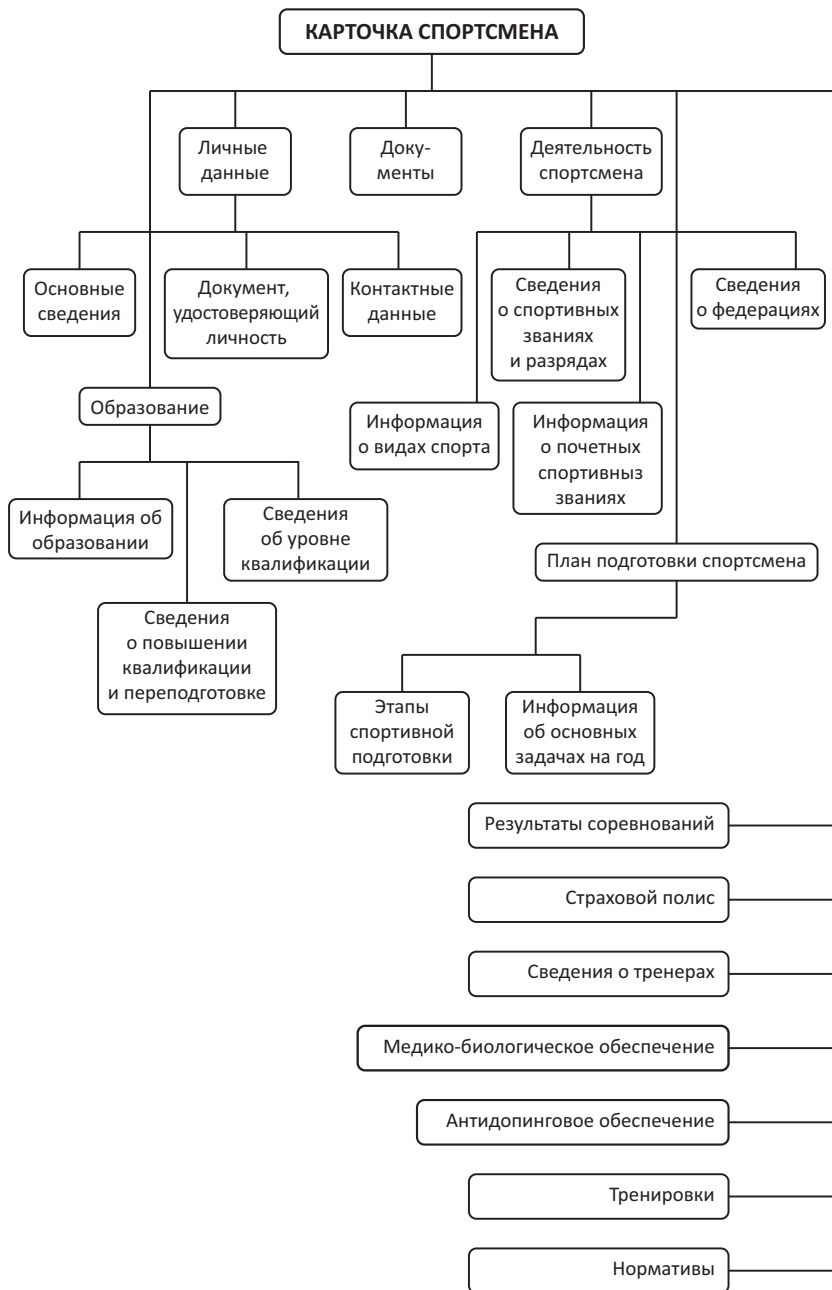 КАРТОЧКА СПОРТСМЕНА
Личные
данные
Доку-
менты
Деятельность
спортсмена
Основные
сведения
Документ,
удостоверяющий
личность
Контактные
данные
Сведения
о спортивных
званиях
и разрядах
Сведения
о федерациях
Образование
Информация
о видах спорта
Информация
о почетных
спортивныз
званиях
Информация об
образовании
Сведения
об уровне
квалификации
План подготовки спортсмена
Сведения
о повышении
квалификации
и переподготовке
Этапы
спортивной
подготовки
Информация
об основных
задачах на год
Результаты соревнований
Страховой полис
Сведения о тренерах
Медико-биологическое обеспечение
Антидопинговое обеспечение
Тренировки
Нормативы